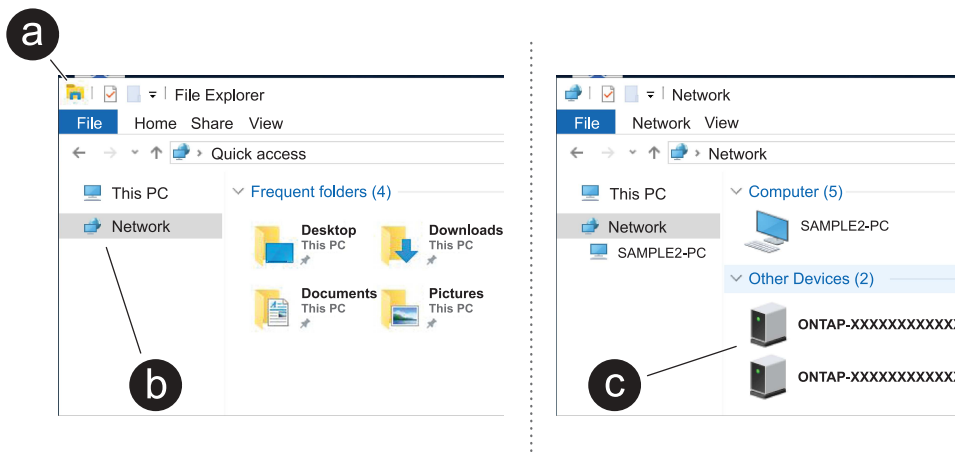 a
File Explorer
File Home Share View
Quick access
This PC
Network
Frequent folders (4)
Desktop
This PC
Downloads
This PC
Documents
This PC
Pictures
This PC
b
Network
File Network View
Network
This PC
Network
SAMPLE2-PC
Computer (5)
SAMPLE2-PC
Other Devices (2)
ONTAP-XXXXXXXXXXXX
ONTAP-XXXXXXXXXXXX
c